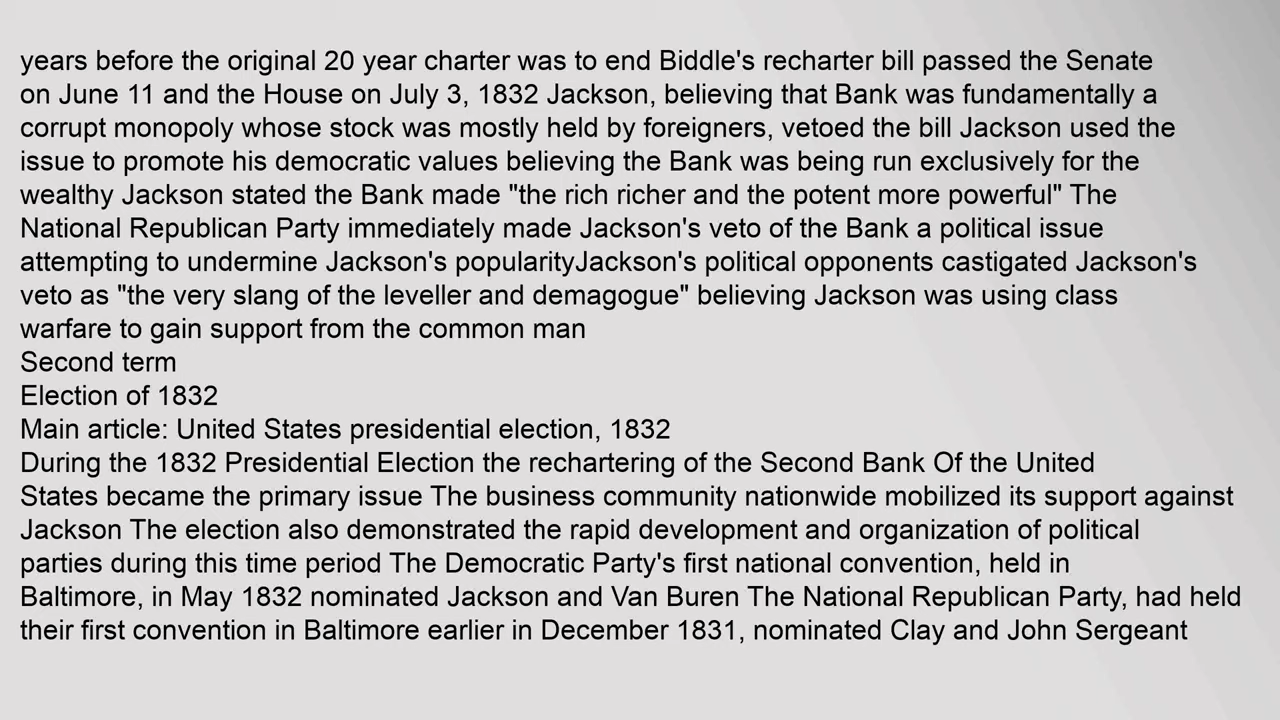 years before the original 20 year charter was to end Biddle's recharter bill passed the Senate
on June 11 and the House on July 3, 1832 Jackson, believing that Bank was fundamentally a
corrupt monopoly whose stock was mostly held by foreigners, vetoed the bill Jackson used the
issue to promote his democratic values believing the Bank was being run exclusively for the
wealthy Jackson stated the Bank made "the rich richer and the potent more powerful" The
National Republican Party immediately made Jackson's veto of the Bank a political issue
attempting to undermine Jackson's popularityJackson's political opponents castigated Jackson's
veto as "the very slang of the leveller and demagogue" believing Jackson was using class
warfare to gain support from the common man
Second term
Election of 1832
Main article: United States presidential election, 1832
During the 1832 Presidential Election the rechartering of the Second Bank Of the United
States became the primary issue The business community nationwide mobilized its support against
Jackson The election also demonstrated the rapid development and organization of political
parties during this time period The Democratic Party's first national convention, held in
Baltimore, in May 1832 nominated Jackson and Van Buren The National Republican Party, had held
their first convention in Baltimore earlier in December 1831, nominated Clay and John Sergeant